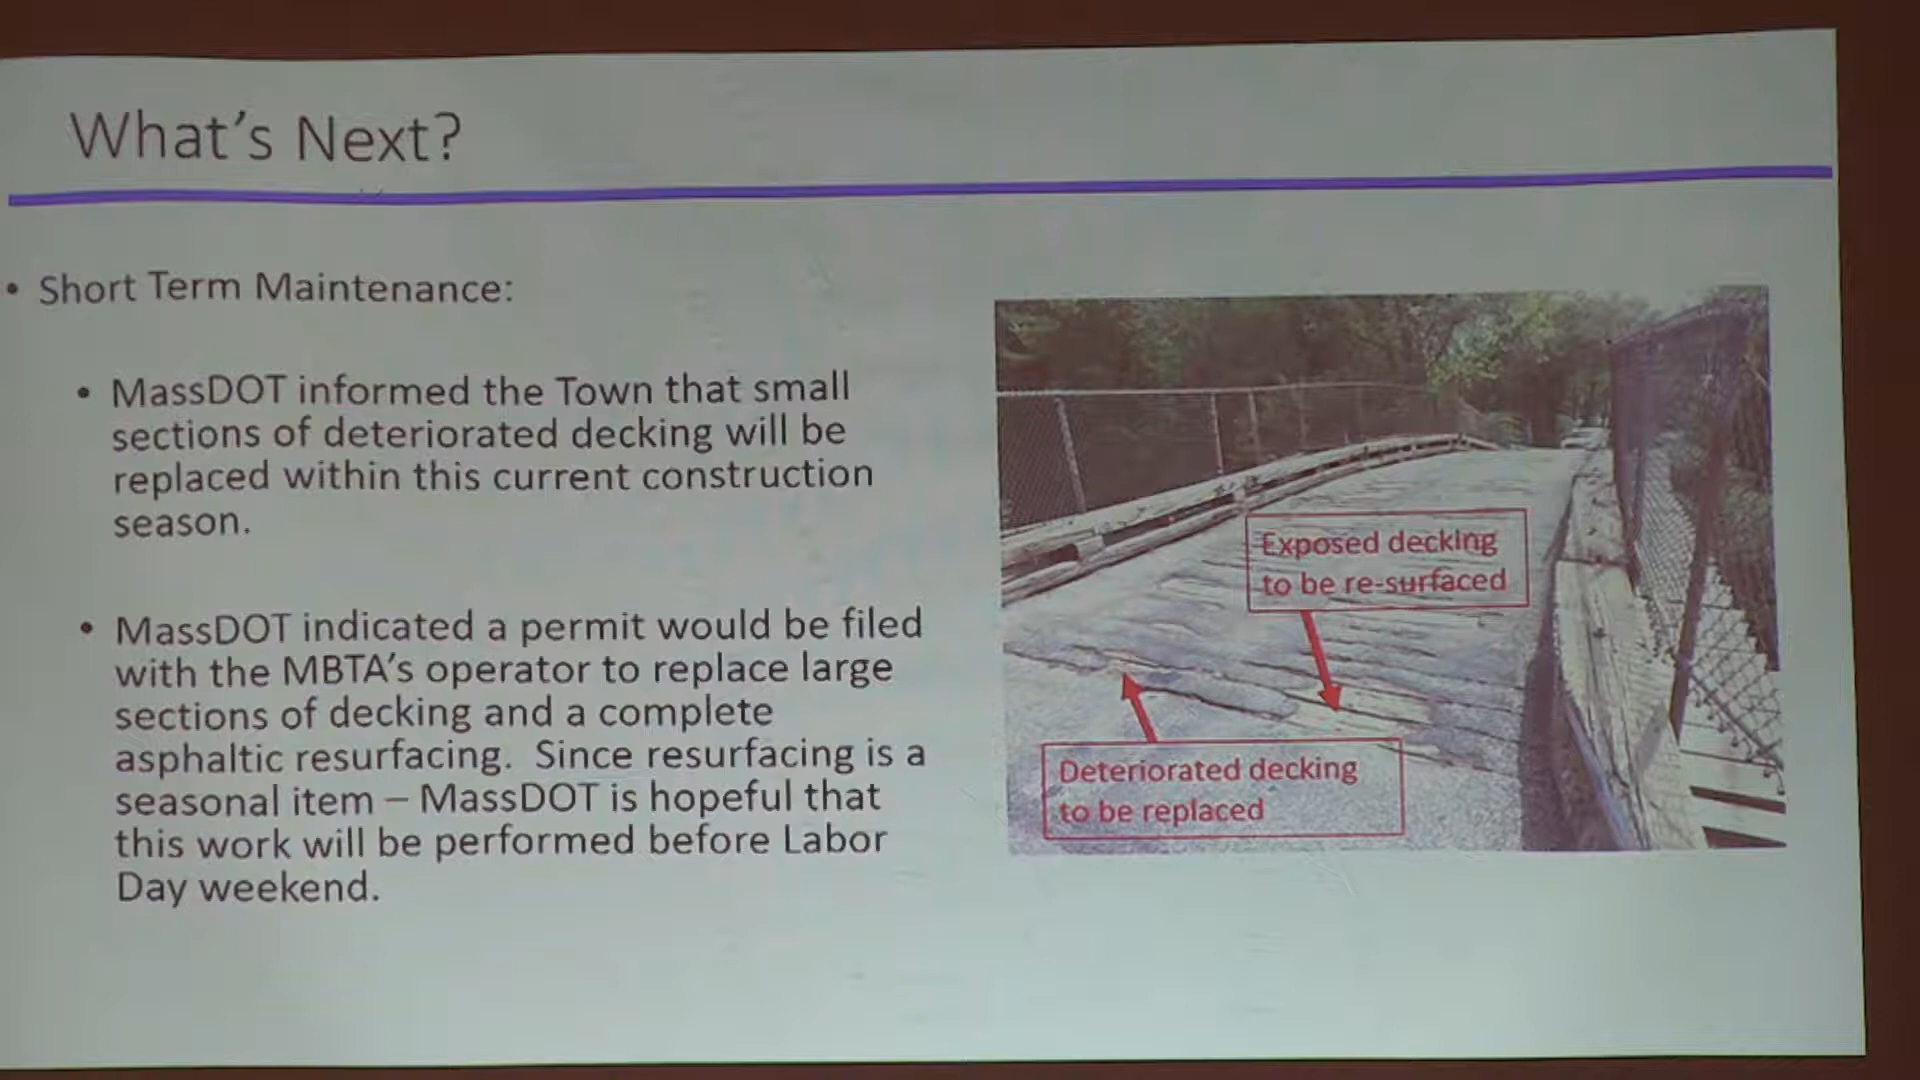 What's Next?
• Short Term Maintenance:
• MassDOT informed the Town that small
sections of deteriorated decking will be
replaced within this current construction
season.
• MassDOT indicated a permit would be filed
with the MBTA's operator to replace large
sections of decking and a complete
asphaltic resurfacing. Since resurfacing is a
seasonal item – MassDOT is hopeful that
this work will be performed before Labor
Day weekend.
Exposed decking
to be re-surfaced
Deteriorated decking
to be replaced